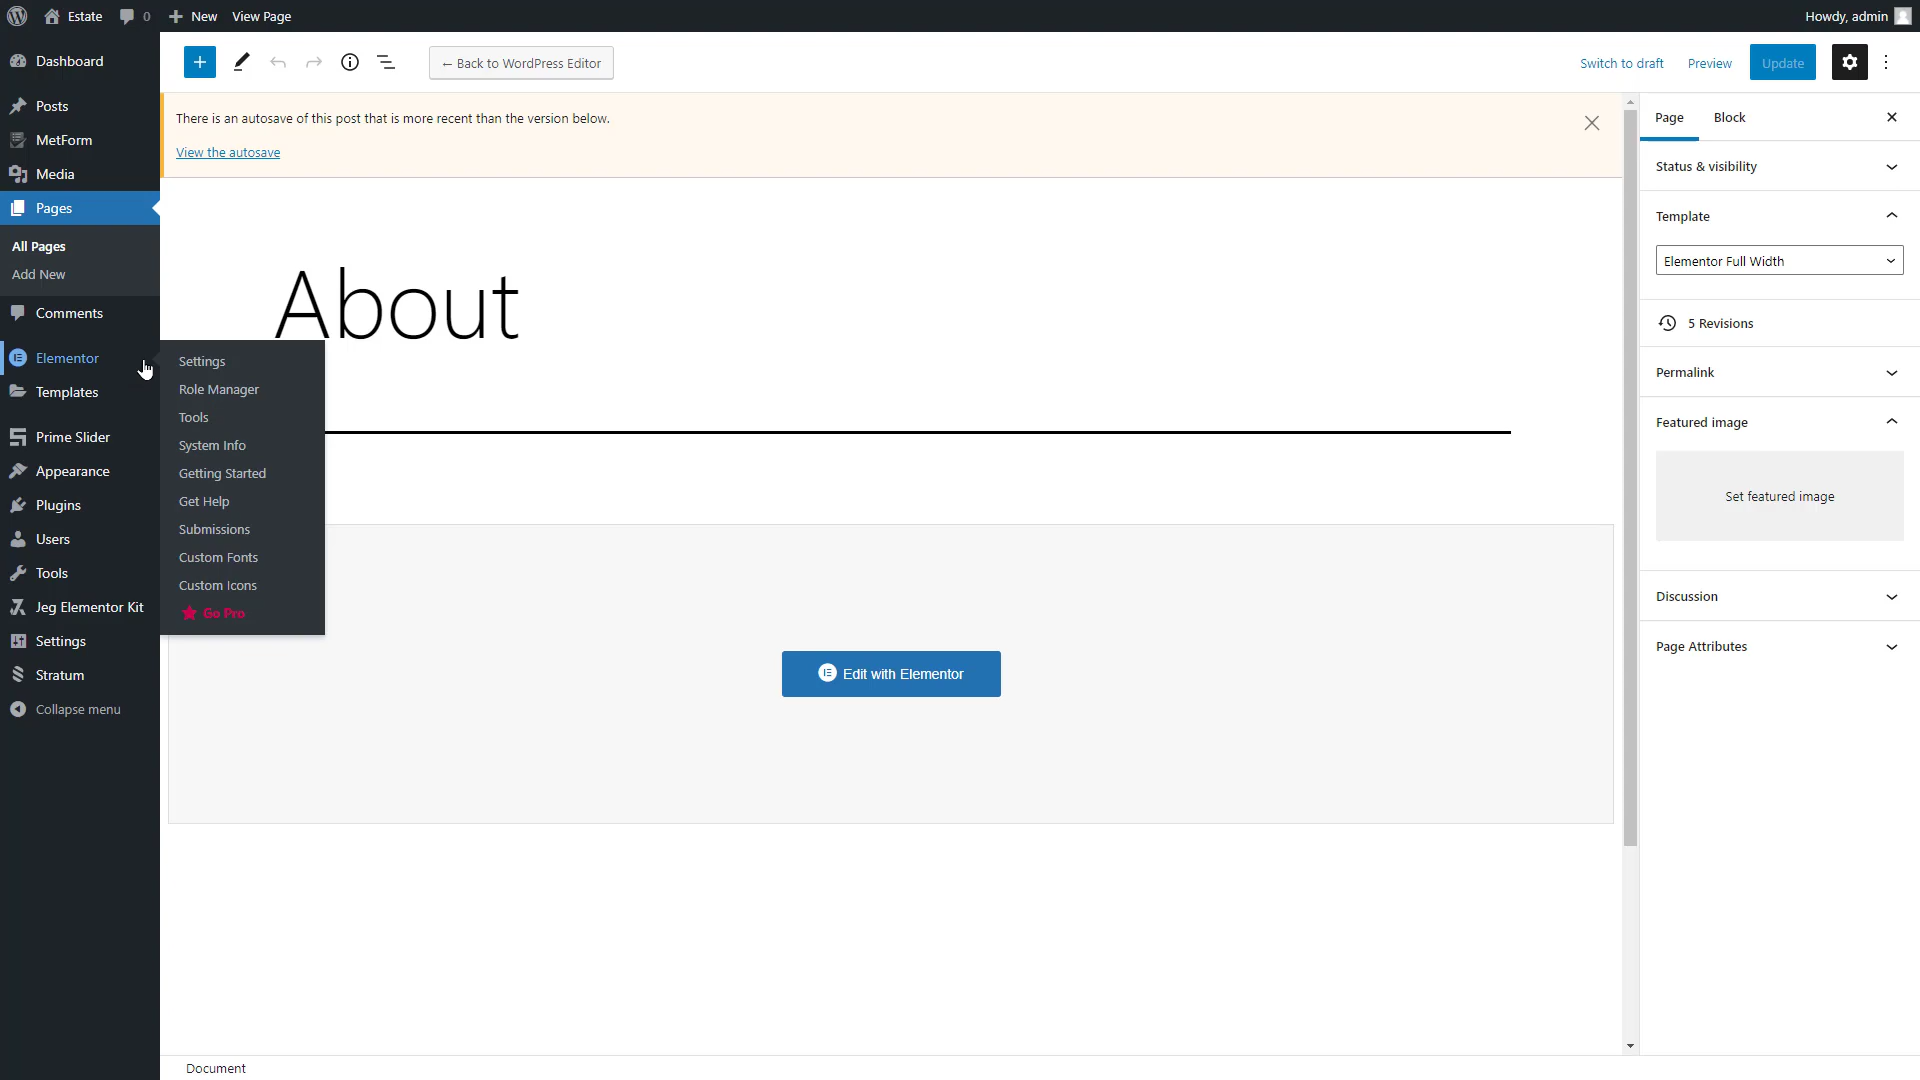 Estate
0
New
View Page
Howdy, admin
Dashboard
Posts
MetForm
Media
Pages
All Pages
Add New
Comments
Elementor
Templates
Prime Slider
Appearance
Plugins
Users
Tools
Jeg Elementor Kit
Settings
Stratum
Collapse menu
Settings
Role Manager
Tools
System Info
Getting Started
Get Help
Submissions
Custom Fonts
Custom Icons
Go Pro
← Back to WordPress Editor
Switch to draft
Preview
Update
There is an autosave of this post that is more recent than the version below.
View the autosave
About
Edit with Elementor
Page
Block
Status & visibility
Template
Elementor Full Width
5 Revisions
Permalink
Featured image
Set featured image
Discussion
Page Attributes
Document